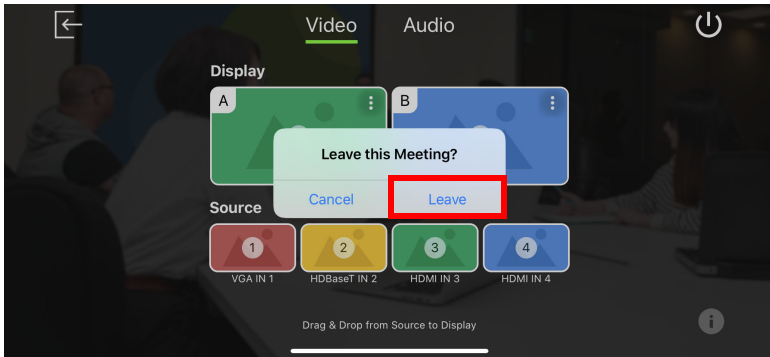 Video Audio
Display
A B
Leave this Meeting?
Cancel Leave
Source
1 2 3 4
VGA IN 1 HDBaseT IN 2 HDMI IN 3 HDMI IN 4
Drag & Drop from Source to Display
i